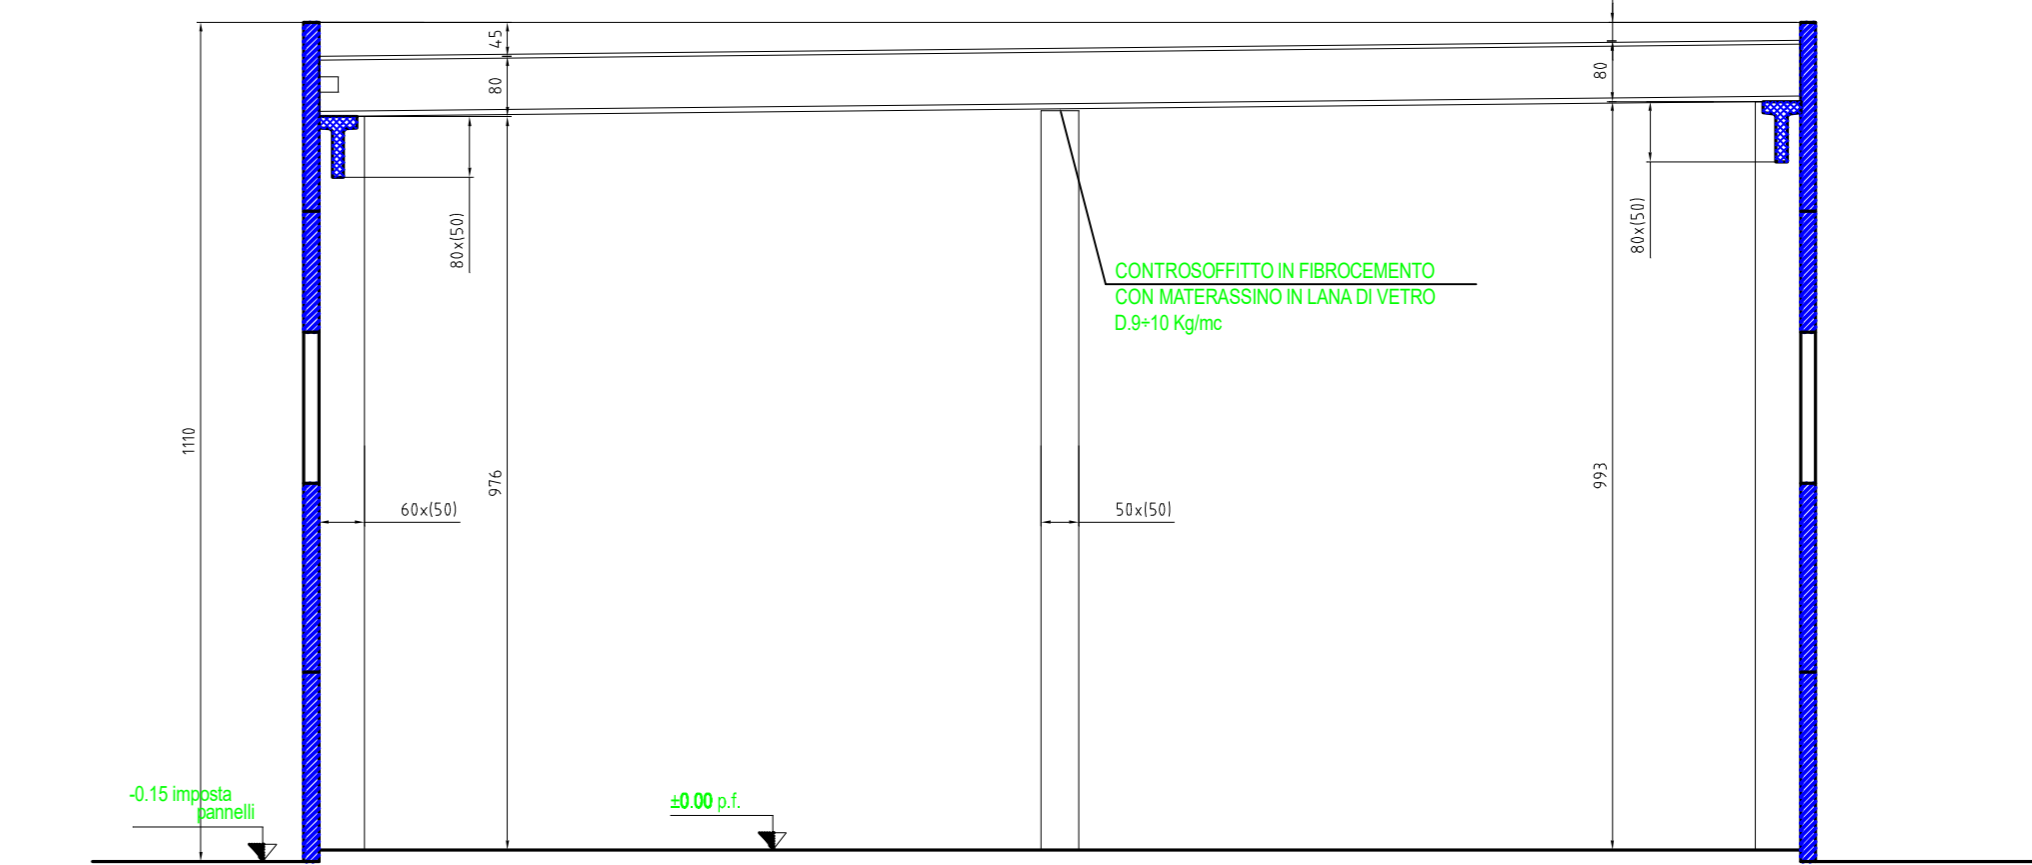 45
80
80
80x(50)
80x(50)
CONTROSOFFITTO IN FIBROCEMENTO
CON MATERASSINO IN LANA DI VETRO
D.9÷10 Kg/mc
1110
976
993
60x(50)
50x(50)
-0.15 imposta
pannelli
±0.00 p.f.